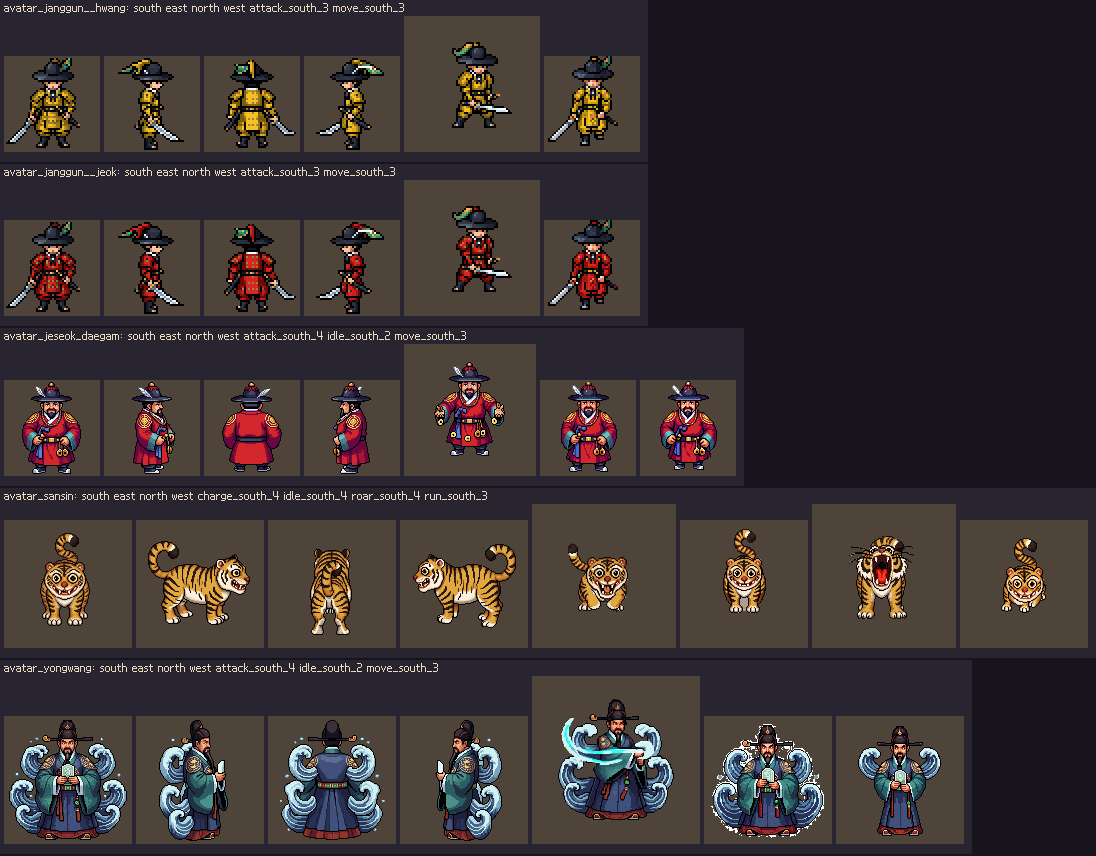 avatar_janggun__hwang: south east north west attack_south_3 move_south_3
avatar_janggun__jeok: south east north west attack_south_3 move_south_3
avatar_jeseok_daegam: south east north west attack_south_4 idle_south_2 move_south_3
avatar_sansin: south east north west charge_south_4 idle_south_4 roar_south_4 run_south_3
avatar_yongwang: south east north west attack_south_4 idle_south_2 move_south_3